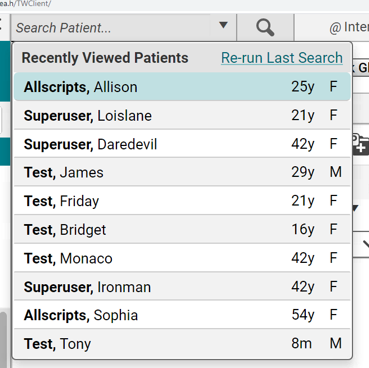 ea.h/TWClient/
Search Patient...
@ Inter
Recently Viewed Patients Re-run Last Search
Allscripts, Allison 25y F
Superuser, Loislane 21y F
Superuser, Daredevil 42y F
Test, James 29y M
Test, Friday 21y F
Test, Bridget 16y F
Test, Monaco 42y F
Superuser, Ironman 42y F
Allscripts, Sophia 54y F
Test, Tony 8m M